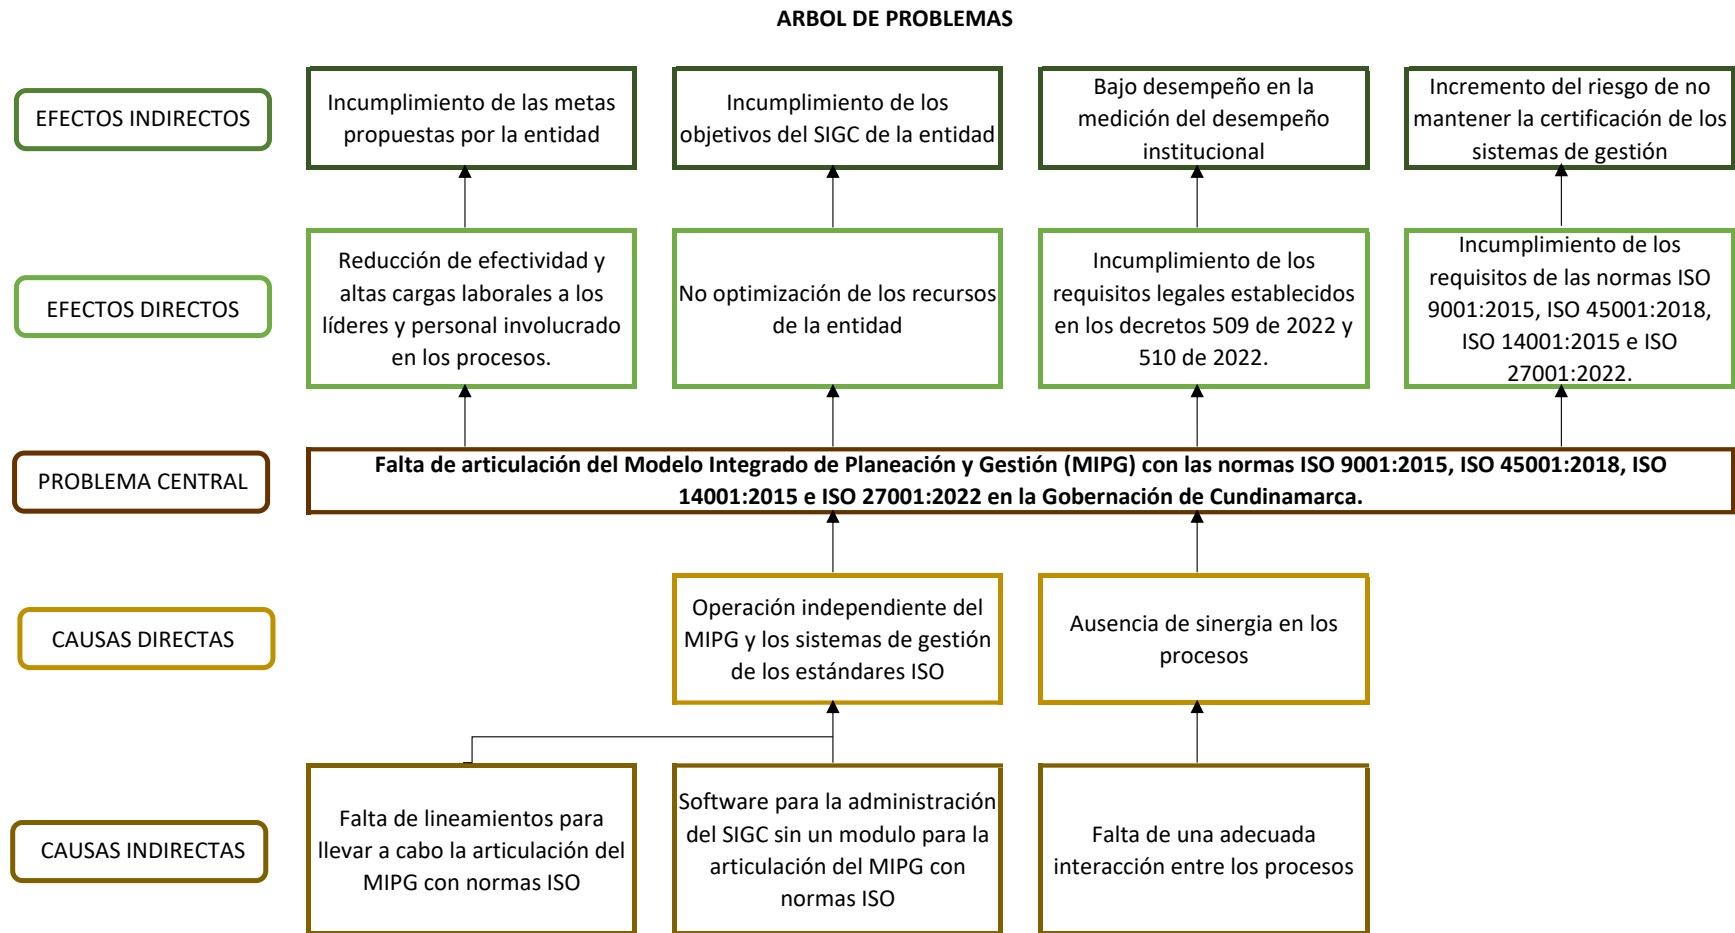 ARBOL DE PROBLEMAS
EFECTOS INDIRECTOS
Incumplimiento de las metas
propuestas por la entidad
Incumplimiento de los
objetivos del SIGC de la entidad
Bajo desempeño en la
medición del desempeño
institucional
Incremento del riesgo de no
mantener la certificación de los
sistemas de gestión
EFECTOS DIRECTOS
Reducción de efectividad y
altas cargas laborales a los
líderes y personal involucrado
en los procesos.
No optimización de los recursos
de la entidad
Incumplimiento de los
requisitos legales establecidos
en los decretos 509 de 2022 y
510 de 2022.
Incumplimiento de los
requisitos de las normas ISO
9001:2015, ISO 45001:2018,
ISO 14001:2015 e ISO
27001:2022.
PROBLEMA CENTRAL
Falta de articulación del Modelo Integrado de Planeación y Gestión (MIPG) con las normas ISO 9001:2015, ISO 45001:2018, ISO
14001:2015 e ISO 27001:2022 en la Gobernación de Cundinamarca.
CAUSAS DIRECTAS
Operación independiente del
MIPG y los sistemas de gestión
de los estándares ISO
Ausencia de sinergia en los
procesos
CAUSAS INDIRECTAS
Falta de lineamientos para
llevar a cabo la articulación del
MIPG con normas ISO
Software para la administración
del SIGC sin un modulo para la
articulación del MIPG con
normas ISO
Falta de una adecuada
interacción entre los procesos